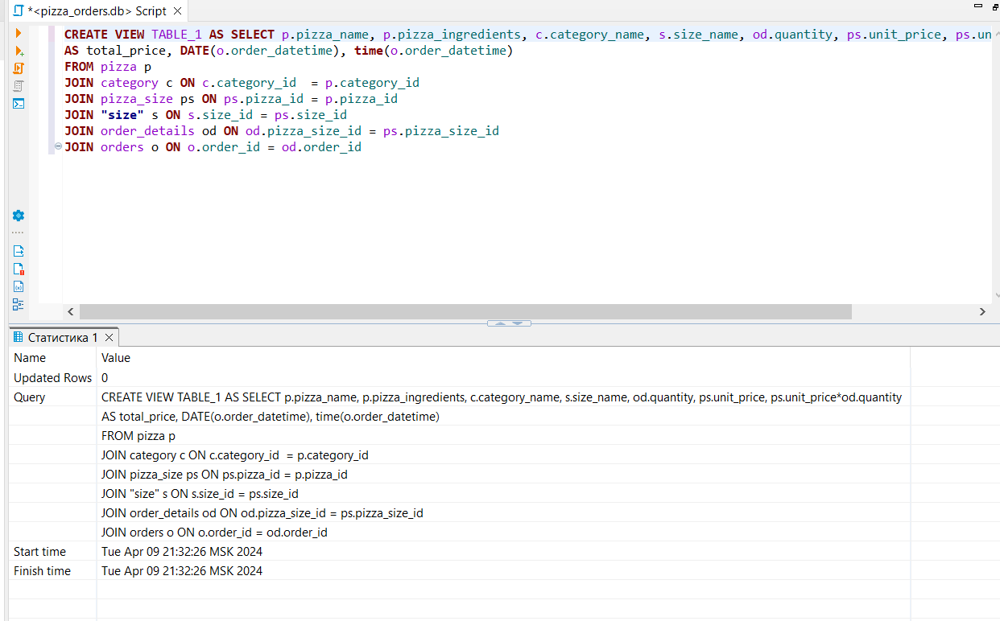 *<pizza_orders.db> Script
CREATE VIEW TABLE_1 AS SELECT p.pizza_name, p.pizza_ingredients, c.category_name, s.size_name, od.quantity, ps.unit_price, ps.un
AS total_price, DATE(o.order_datetime), time(o.order_datetime)
FROM pizza p
JOIN category c ON c.category_id  = p.category_id
JOIN pizza_size ps ON ps.pizza_id = p.pizza_id
JOIN "size" s ON s.size_id = ps.size_id
JOIN order_details od ON od.pizza_size_id = ps.pizza_size_id
JOIN orders o ON o.order_id = od.order_id
Статистика 1
Name Value
Updated Rows 0
Query CREATE VIEW TABLE_1 AS SELECT p.pizza_name, p.pizza_ingredients, c.category_name, s.size_name, od.quantity, ps.unit_price, ps.unit_price*od.quantity
AS total_price, DATE(o.order_datetime), time(o.order_datetime)
FROM pizza p
JOIN category c ON c.category_id  = p.category_id
JOIN pizza_size ps ON ps.pizza_id = p.pizza_id
JOIN "size" s ON s.size_id = ps.size_id
JOIN order_details od ON od.pizza_size_id = ps.pizza_size_id
JOIN orders o ON o.order_id = od.order_id
Start time Tue Apr 09 21:32:26 MSK 2024
Finish time Tue Apr 09 21:32:26 MSK 2024